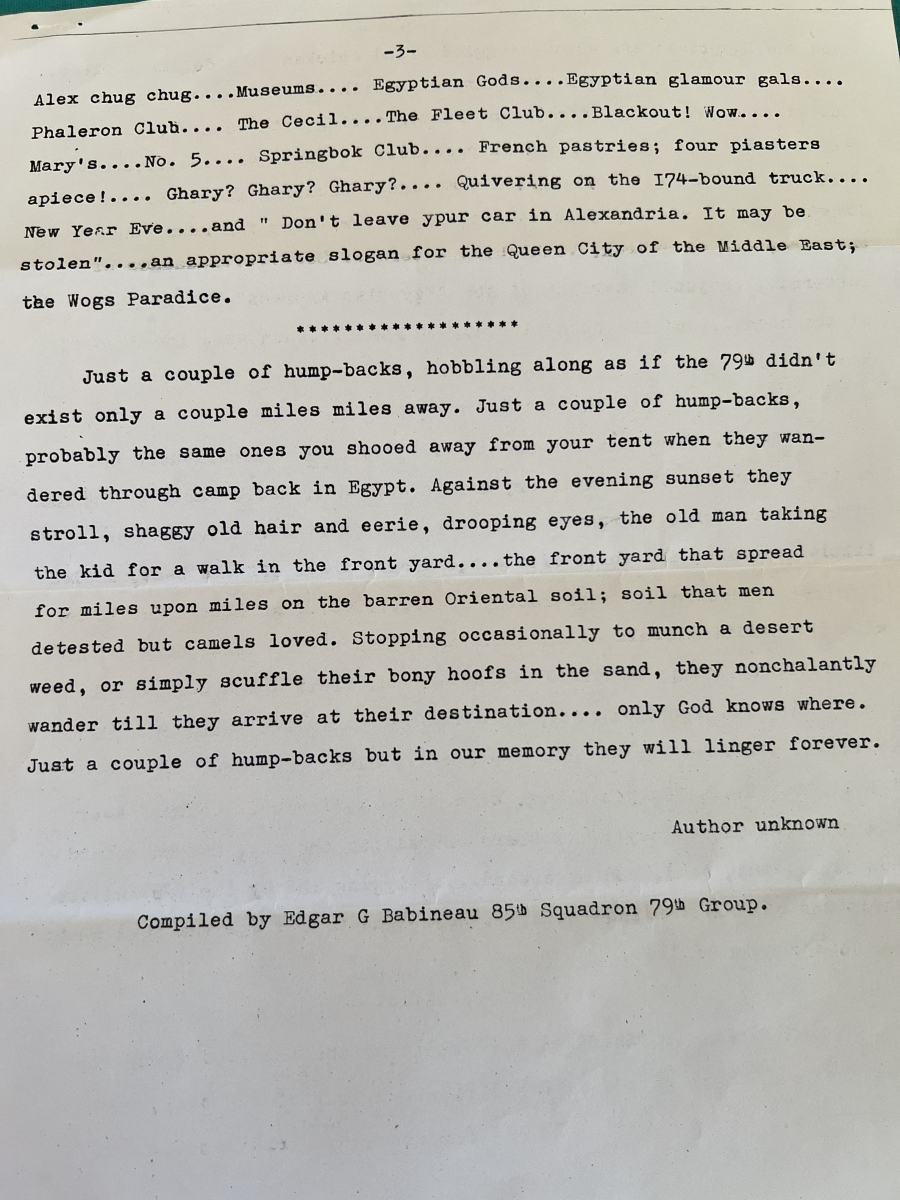 -3-
Alex chug chug....Museums.... Egyptian Gods....Egyptian glamour gals....
Phaleron Club.... The Cecil....The Fleet Club....Blackout! Wow....
Mary's....No. 5.... Springbok Club.... French pastries; four piasters
apiece!.... Ghary? Ghary? Ghary?.... Quivering on the I74-bound truck....
New Year Eve....and " Don't leave ypur car in Alexandria. It may be
stolen"....an appropriate slogan for the Queen City of the Middle East;
the Wogs Paradice.
*******************
Just a couple of hump-backs, hobbling along as if the 79th didn't
exist only a couple miles miles away. Just a couple of hump-backs,
probably the same ones you shooed away from your tent when they wan-
dered through camp back in Egypt. Against the evening sunset they
stroll, shaggy old hair and eerie, drooping eyes, the old man taking
the kid for a walk in the front yard....the front yard that spread
for miles upon miles on the barren Oriental soil; soil that men
detested but camels loved. Stopping occasionally to munch a desert
weed, or simply scuffle their bony hoofs in the sand, they nonchalantly
wander till they arrive at their destination.... only God knows where.
Just a couple of hump-backs but in our memory they will linger forever.
Author unknown
Compiled by Edgar G Babineau 85th Squadron 79th Group.